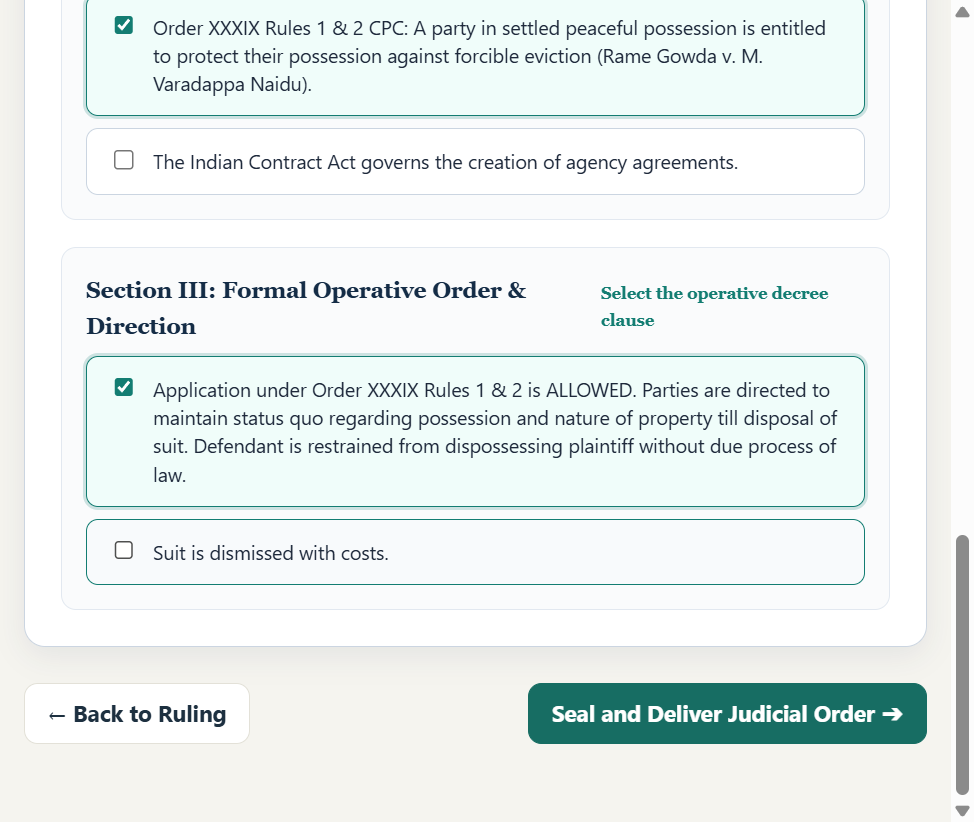 Order XXXIX Rules 1 & 2 CPC: A party in settled peaceful possession is entitled
to protect their possession against forcible eviction (Rame Gowda v. M.
Varadappa Naidu).
The Indian Contract Act governs the creation of agency agreements.
Section III: Formal Operative Order &
Direction
Select the operative decree
clause
Application under Order XXXIX Rules 1 & 2 is ALLOWED. Parties are directed to
maintain status quo regarding possession and nature of property till disposal of
suit. Defendant is restrained from dispossessing plaintiff without due process of
law.
Suit is dismissed with costs.
← Back to Ruling
Seal and Deliver Judicial Order ➔